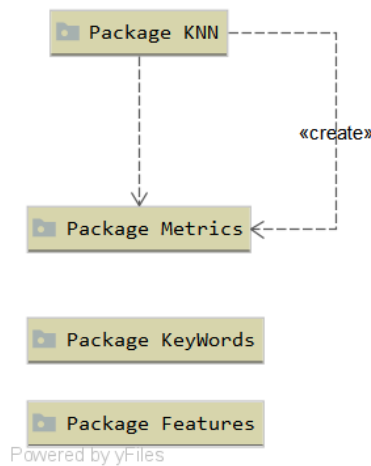 Package KNN
«create»
Package Metrics
Package KeyWords
Package Features
Powered by yFiles